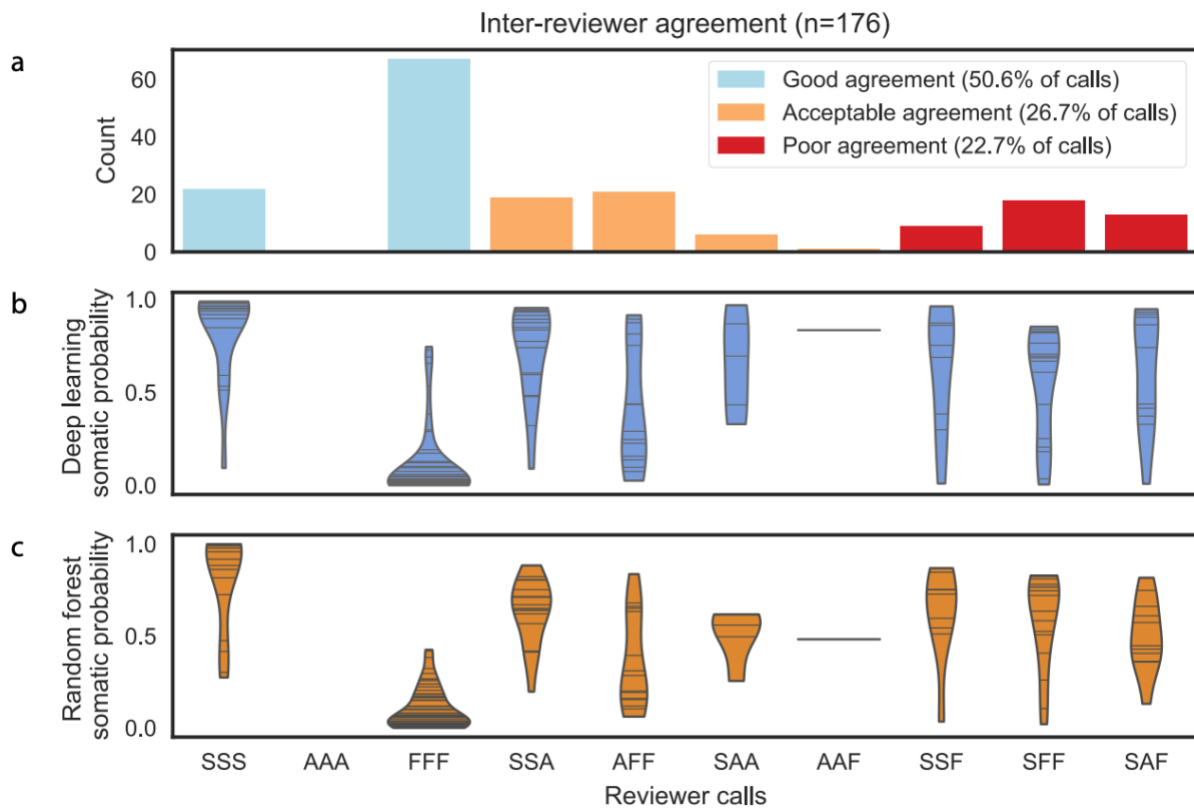 Inter-reviewer agreement (n=176)
a
60
40
20
0
Count
Good agreement (50.6% of calls)
Acceptable agreement (26.7% of calls)
Poor agreement (22.7% of calls)
b
1.0
0.5
0.0
Deep learning
somatic probability
c
1.0
0.5
0.0
Random forest
somatic probability
SSS AAA FFF SSA AFF SAA AAF SSF SFF SAF
Reviewer calls